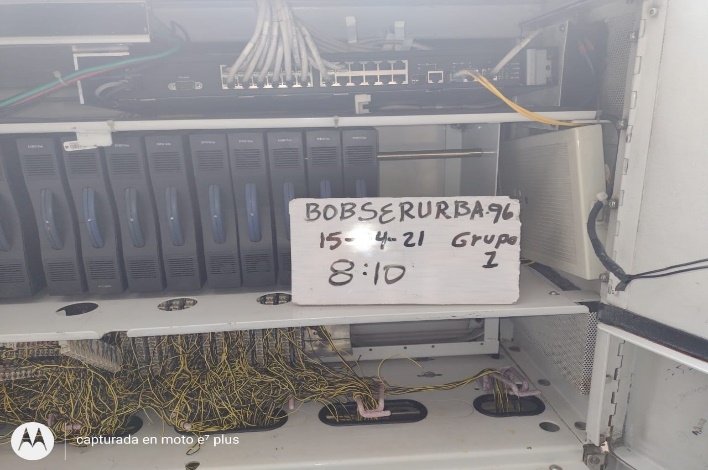 BOBSERURBA-96
15-4-21 Grupo
1
8:10
capturada en moto e⁷ plus